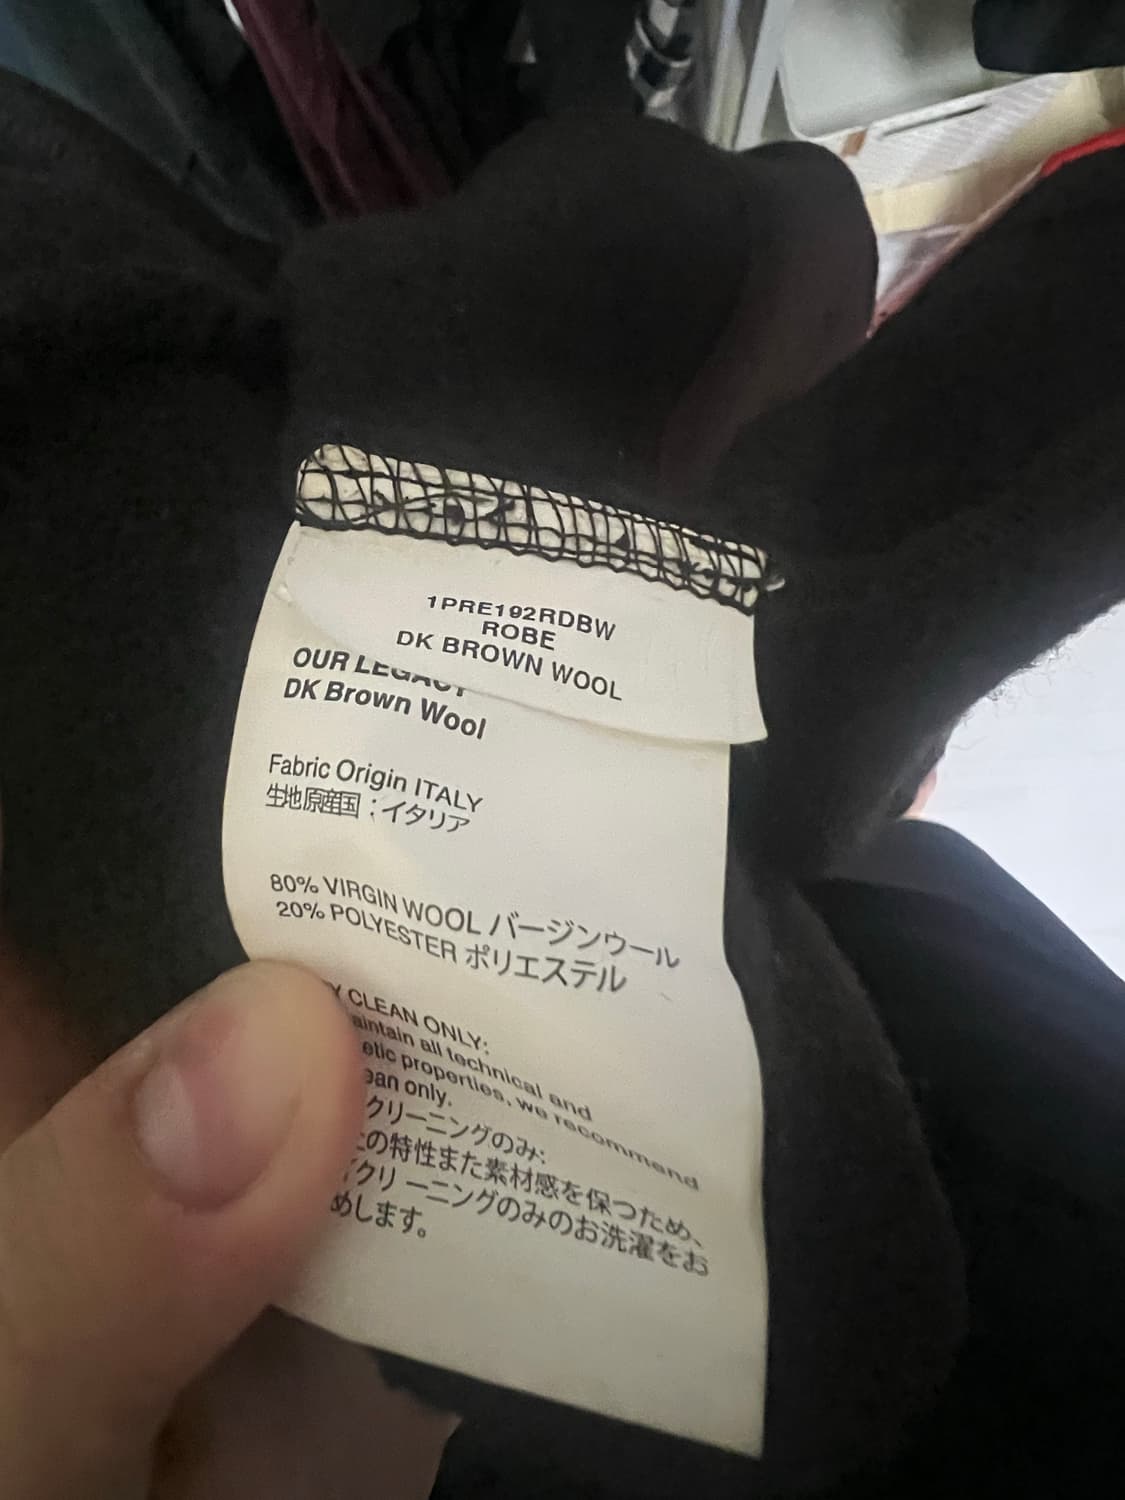 1PRE192RDBW
ROBE
DK BROWN WOOL
OUR LEGACY
DK Brown Wool
Fabric Origin ITALY
生地原産国：イタリア
80% VIRGIN WOOL バージンウール
20% POLYESTER ポリエステル
Y CLEAN ONLY:
aintain all technical and
etic properties, we recommend
ean only.
クリーニングのみ:
の特性また素材感を保つため、
イクリーニングのみのお洗濯をお
めします。